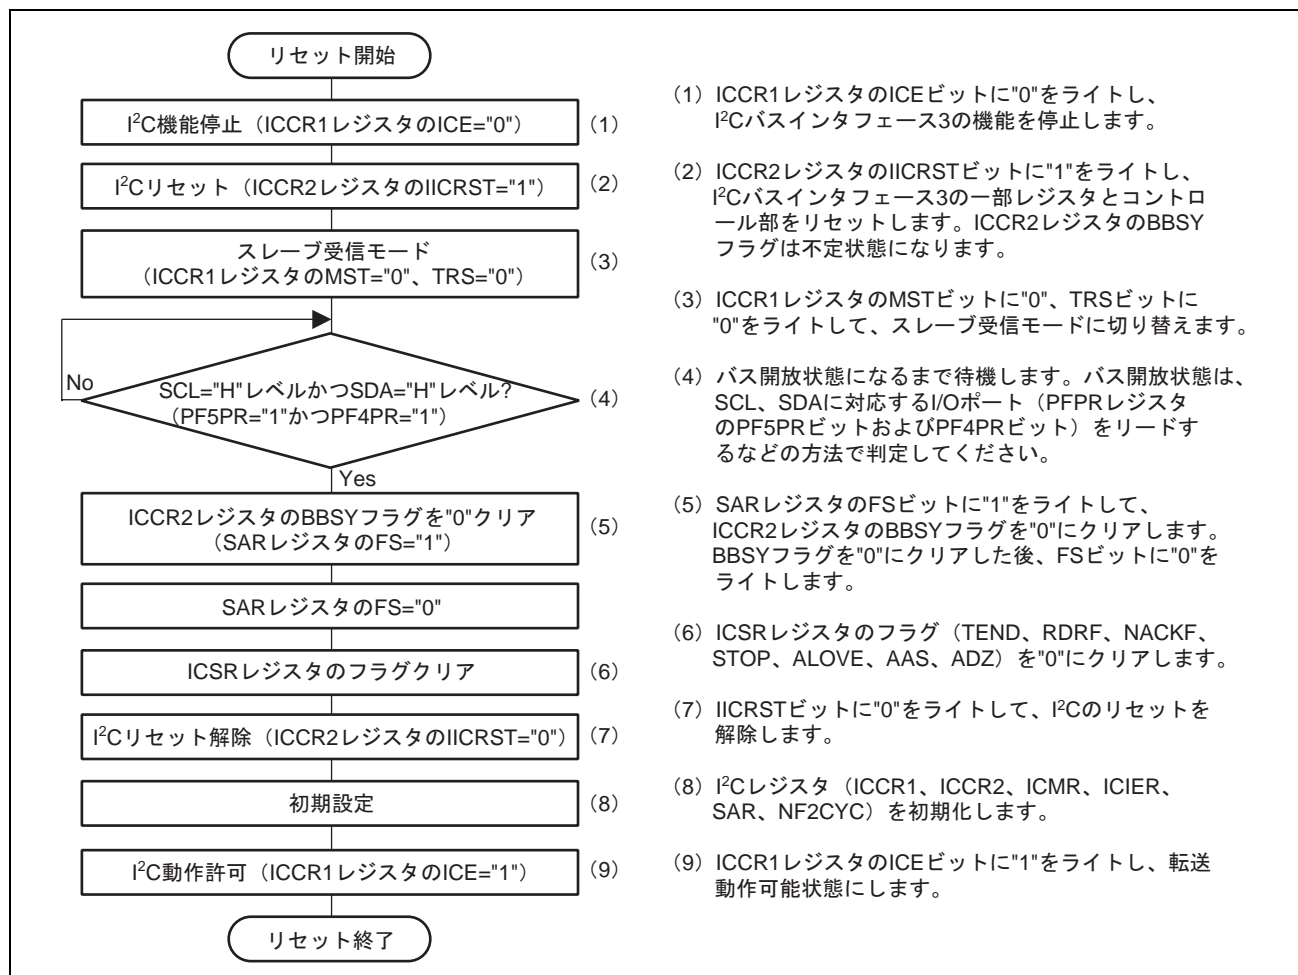 リセット開始
I²C機能停止（ICCR1レジスタのICE="0"）
（1）
I²Cリセット（ICCR2レジスタのIICRST="1"）
（2）
スレーブ受信モード
（ICCR1レジスタのMST="0"、TRS="0"）
（3）
No
SCL="H"レベルかつSDA="H"レベル?
（PF5PR="1"かつPF4PR="1"）
（4）
Yes
ICCR2レジスタのBBSYフラグを"0"クリア
（SARレジスタのFS="1"）
（5）
SARレジスタのFS="0"
ICSRレジスタのフラグクリア
（6）
I²Cリセット解除（ICCR2レジスタのIICRST="0"）
（7）
初期設定
（8）
I²C動作許可（ICCR1レジスタのICE="1"）
（9）
リセット終了
（1）ICCR1レジスタのICEビットに"0"をライトし、
I²Cバスインタフェース3の機能を停止します。
（2）ICCR2レジスタのIICRSTビットに"1"をライトし、
I²Cバスインタフェース3の一部レジスタとコントロ
ール部をリセットします。ICCR2レジスタのBBSY
フラグは不定状態になります。
（3）ICCR1レジスタのMSTビットに"0"、TRSビットに
"0"をライトして、スレーブ受信モードに切り替えます。
（4）バス開放状態になるまで待機します。バス開放状態は、
SCL、SDAに対応するI/Oポート（PFPRレジスタ
のPF5PRビットおよびPF4PRビット）をリードす
るなどの方法で判定してください。
（5）SARレジスタのFSビットに"1"をライトして、
ICCR2レジスタのBBSYフラグを"0"にクリアします。
BBSYフラグを"0"にクリアした後、FSビットに"0"を
ライトします。
（6）ICSRレジスタのフラグ（TEND、RDRF、NACKF、
STOP、ALOVE、AAS、ADZ）を"0"にクリアします。
（7）IICRSTビットに"0"をライトして、I²Cのリセットを
解除します。
（8）I²Cレジスタ（ICCR1、ICCR2、ICMR、ICIER、
SAR、NF2CYC）を初期化します。
（9）ICCR1レジスタのICEビットに"1"をライトし、転送
動作可能状態にします。